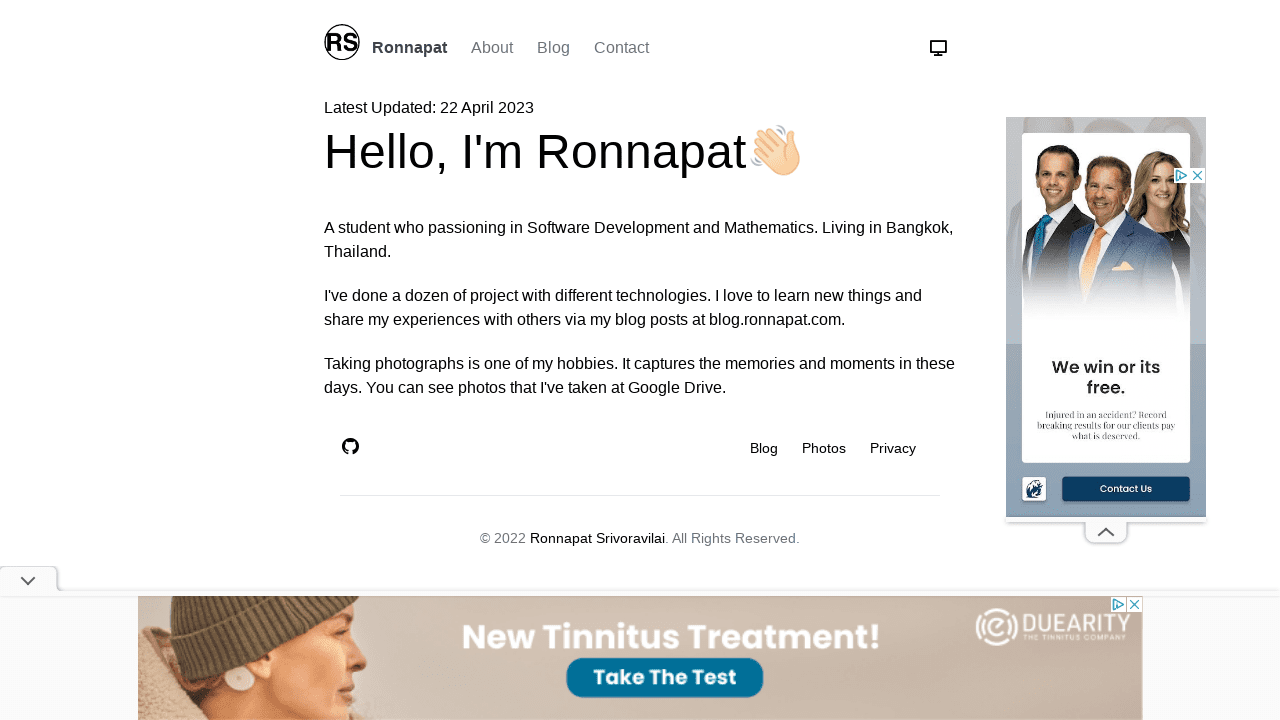 RS Ronnapat About Blog Contact
Latest Updated: 22 April 2023
Hello, I'm Ronnapat👋🏻
A student who passioning in Software Development and Mathematics. Living in Bangkok,
Thailand.
I've done a dozen of project with different technologies. I love to learn new things and
share my experiences with others via my blog posts at blog.ronnapat.com.
Taking photographs is one of my hobbies. It captures the memories and moments in these
days. You can see photos that I've taken at Google Drive.
Blog Photos Privacy
© 2022 Ronnapat Srivoravilai. All Rights Reserved.
We win or its
free.
Injured in an accident? Record
breaking results for our clients pay
what is deserved.
Contact Us
New Tinnitus Treatment!
Take The Test
DUEARITY
THE TINNITUS COMPANY